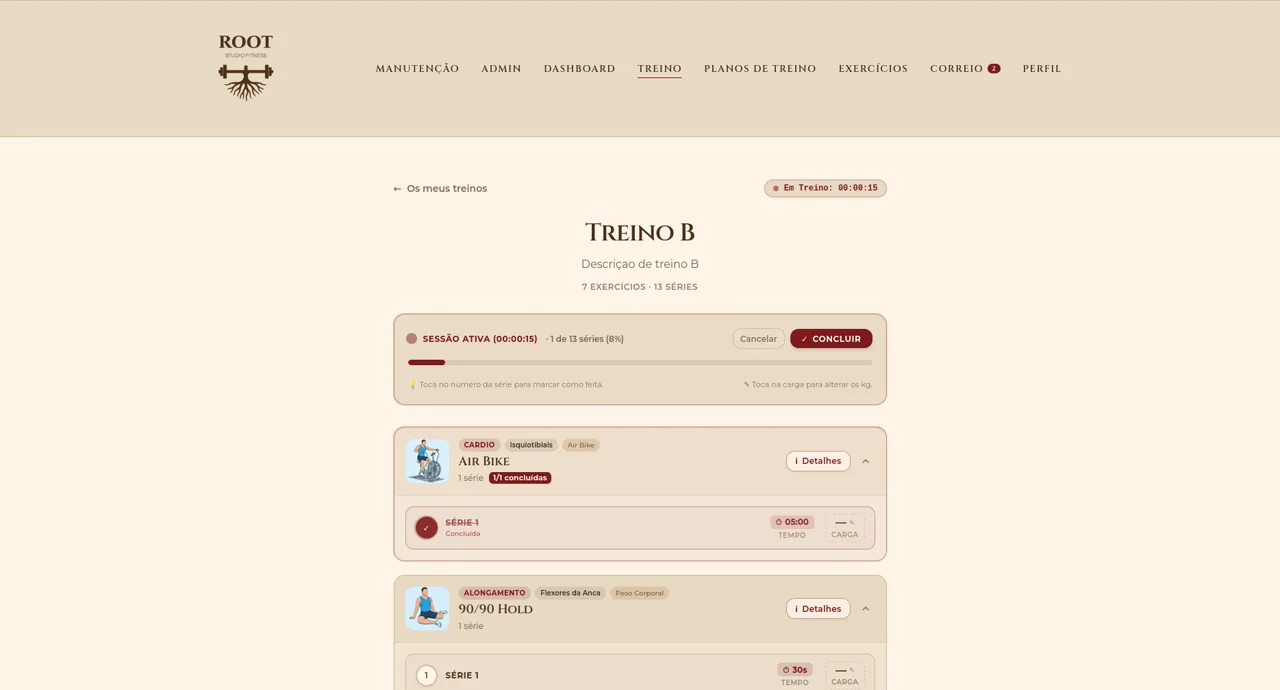 ROOT
STUDIO FITNESS
MANUTENÇÃO ADMIN DASHBOARD TREINO PLANOS DE TREINO EXERCÍCIOS CORREIO 2 PERFIL
← Os meus treinos
Em Treino: 00:00:15
TREINO B
Descriçao de treino B
7 EXERCÍCIOS · 13 SÉRIES
SESSÃO ATIVA (00:00:15) · 1 de 13 séries (8%)
Cancelar
✓ CONCLUIR
💡 Toca no número da série para marcar como feita.
✎ Toca na carga para alterar os kg.
CARDIO Isquiotibiais Air Bike
AIR BIKE
1 série 1/1 concluídas
i Detalhes
✓
SÉRIE 1
Concluída
⏱ 05:00
TEMPO
— ✎
CARGA
ALONGAMENTO Flexores da Anca Peso Corporal
90/90 HOLD
1 série
i Detalhes
1
SÉRIE 1
⏱ 30s
TEMPO
— ✎
CARGA